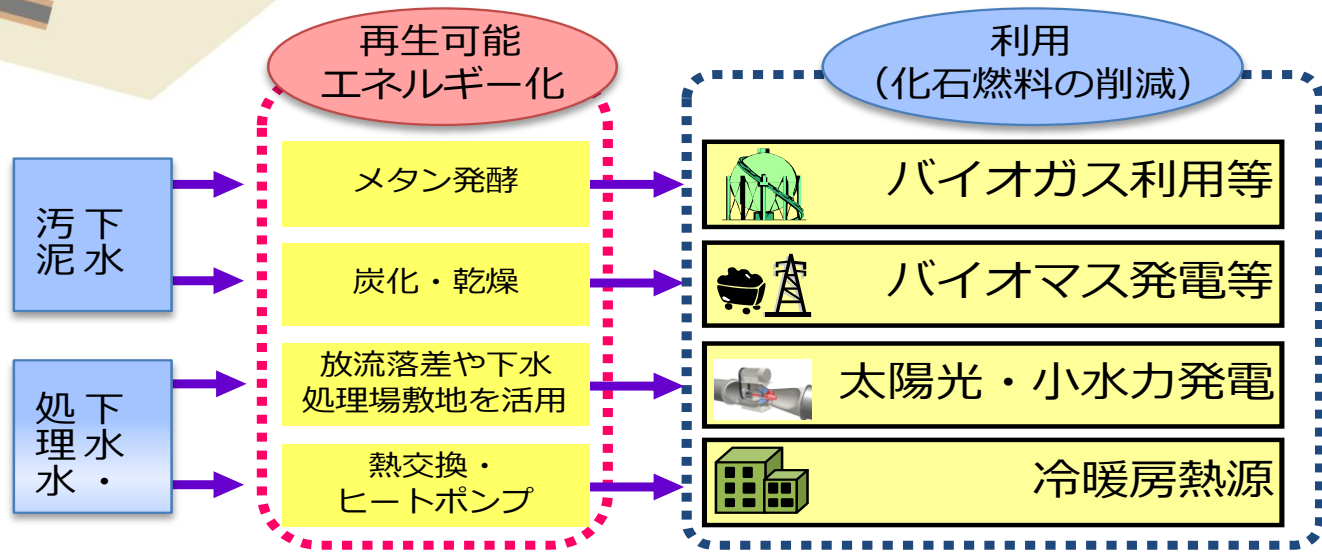 再生可能
エネルギー化
利用
（化石燃料の削減）
下水
汚泥
メタン発酵
バイオガス利用等
炭化・乾燥
バイオマス発電等
下水・
処理水
放流落差や下水
処理場敷地を活用
太陽光・小水力発電
熱交換・
ヒートポンプ
冷暖房熱源